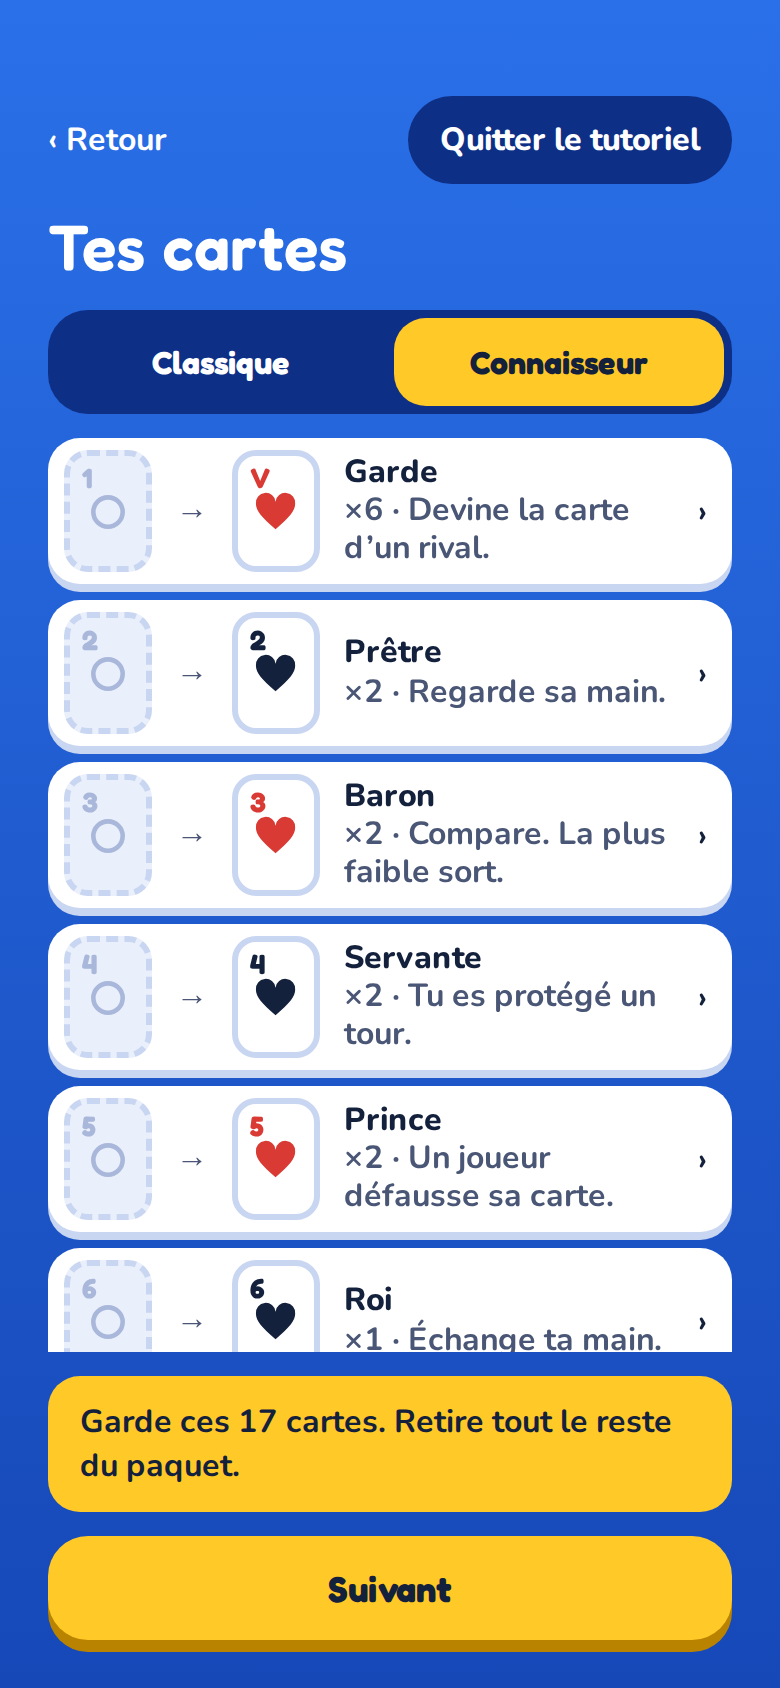 ‹ Retour
Quitter le tutoriel
Tes cartes
Classique
Connaisseur
1
→
V
Garde
×6 · Devine la carte
d’un rival.
›
2
→
2
Prêtre
×2 · Regarde sa main.
›
3
→
3
Baron
×2 · Compare. La plus
faible sort.
›
4
→
4
Servante
×2 · Tu es protégé un
tour.
›
5
→
5
Prince
×2 · Un joueur
défausse sa carte.
›
6
→
6
Roi
×1 · Échange ta main.
›
Garde ces 17 cartes. Retire tout le reste
du paquet.
Suivant